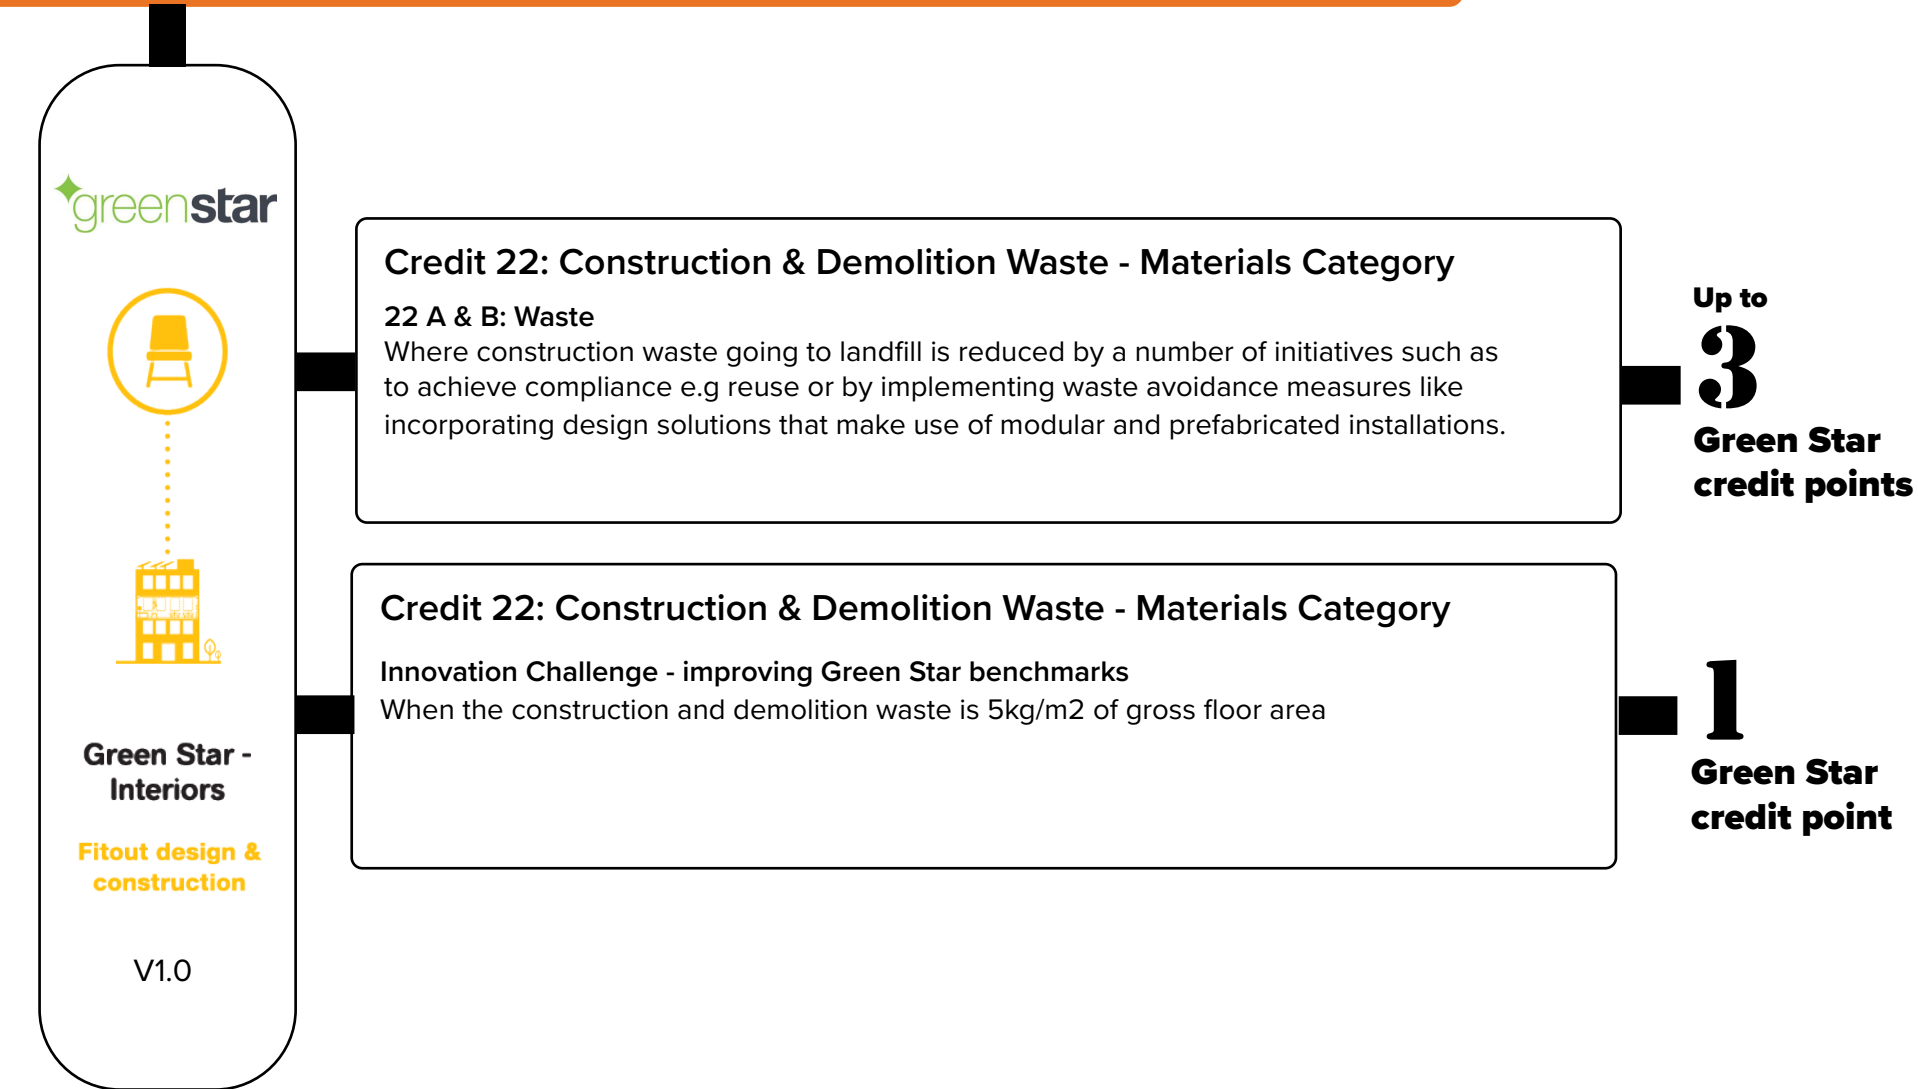 greenstar
Green Star -
Interiors
Fitout design &
construction
V1.0
Credit 22: Construction & Demolition Waste - Materials Category
22 A & B: Waste
Where construction waste going to landfill is reduced by a number of initiatives such as
to achieve compliance e.g reuse or by implementing waste avoidance measures like
incorporating design solutions that make use of modular and prefabricated installations.
Up to
3
Green Star
credit points
Credit 22: Construction & Demolition Waste - Materials Category
Innovation Challenge - improving Green Star benchmarks
When the construction and demolition waste is 5kg/m2 of gross floor area
1
Green Star
credit point